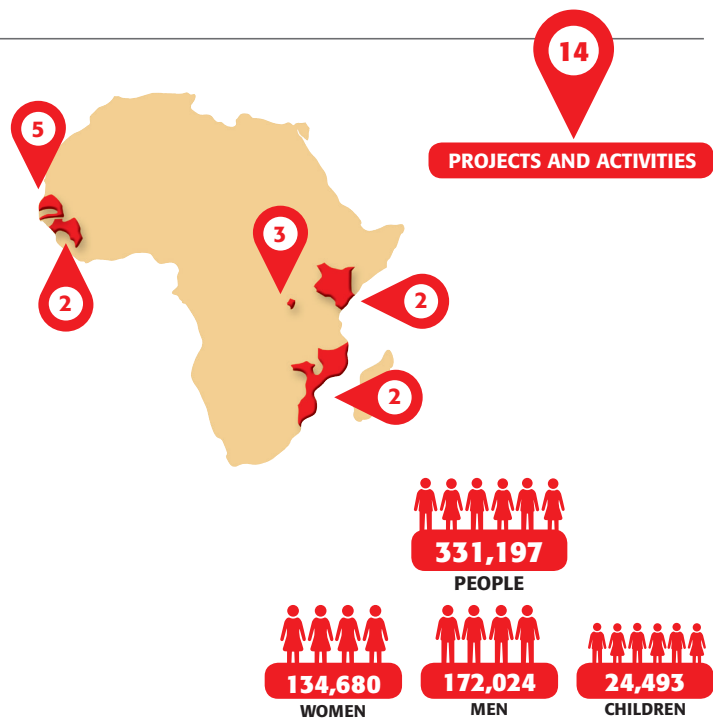 14
PROJECTS AND ACTIVITIES
5
3
2
2
2
331,197
PEOPLE
134,680
WOMEN
172,024
MEN
24,493
CHILDREN